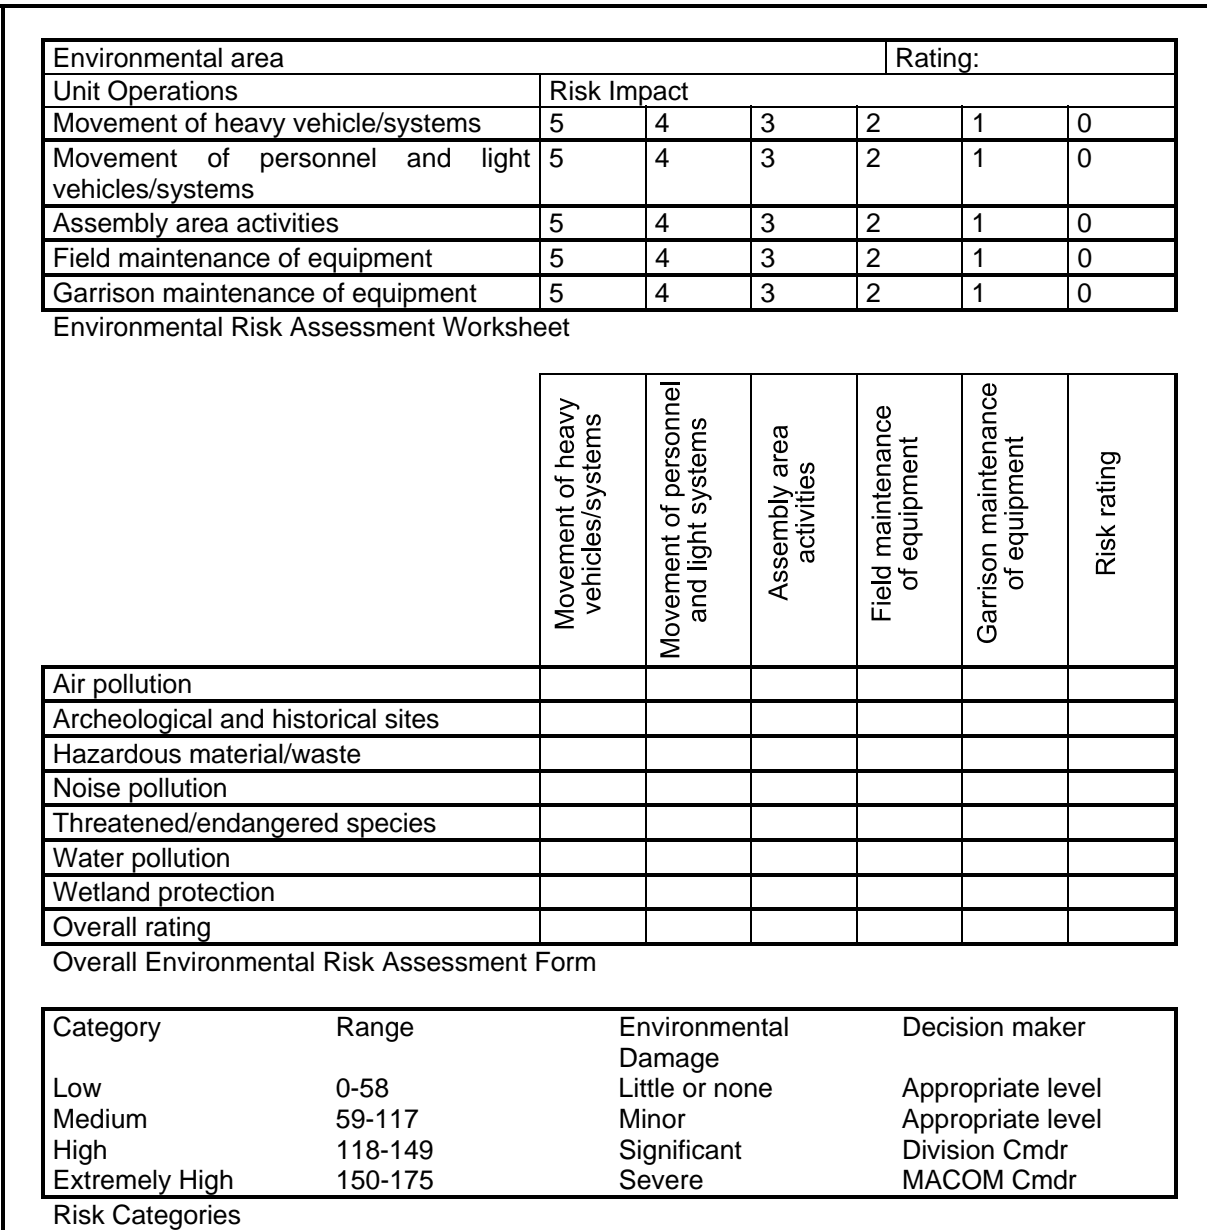 Environmental area Rating:
Unit Operations Risk Impact
Movement of heavy vehicle/systems 5 4 3 2 1 0
Movement of personnel and light 5 4 3 2 1 0
vehicles/systems
Assembly area activities 5 4 3 2 1 0
Field maintenance of equipment 5 4 3 2 1 0
Garrison maintenance of equipment 5 4 3 2 1 0
Environmental Risk Assessment Worksheet
Movement of heavy
vehicles/systems
Movement of personnel
and light systems
Assembly area
activities
Field maintenance
of equipment
Garrison maintenance
of equipment
Risk rating
Air pollution
Archeological and historical sites
Hazardous material/waste
Noise pollution
Threatened/endangered species
Water pollution
Wetland protection
Overall rating
Overall Environmental Risk Assessment Form
Category Range Environmental Decision maker
Damage
Low 0-58 Little or none Appropriate level
Medium 59-117 Minor Appropriate level
High 118-149 Significant Division Cmdr
Extremely High 150-175 Severe MACOM Cmdr
Risk Categories